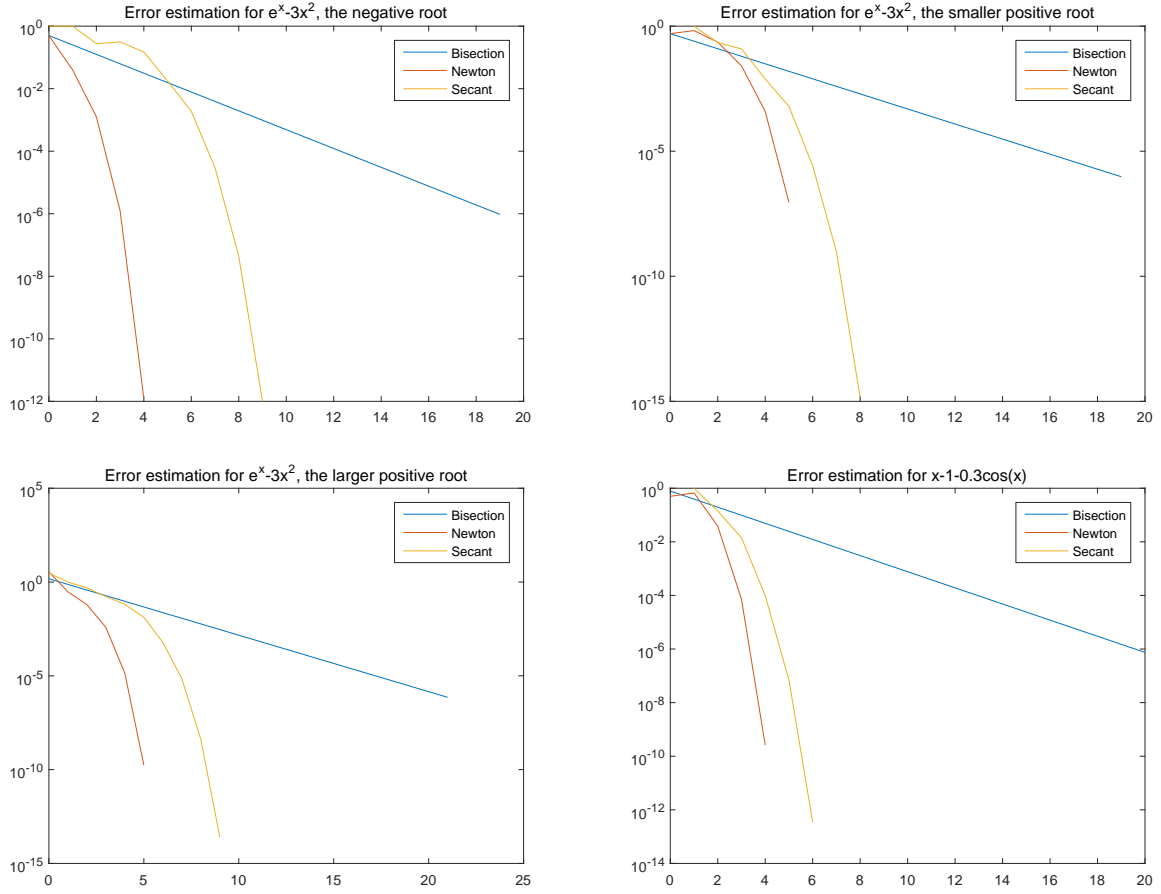 Error estimation for e^x-3x^2, the negative root
10^0
10^-2
10^-4
10^-6
10^-8
10^-10
10^-12
0 2 4 6 8 10 12 14 16 18 20
Bisection
Newton
Secant
Error estimation for e^x-3x^2, the smaller positive root
10^0
10^-5
10^-10
10^-15
0 2 4 6 8 10 12 14 16 18 20
Bisection
Newton
Secant
Error estimation for e^x-3x^2, the larger positive root
10^5
10^0
10^-5
10^-10
10^-15
0 5 10 15 20 25
Bisection
Newton
Secant
Error estimation for x-1-0.3cos(x)
10^0
10^-2
10^-4
10^-6
10^-8
10^-10
10^-12
10^-14
0 2 4 6 8 10 12 14 16 18 20
Bisection
Newton
Secant